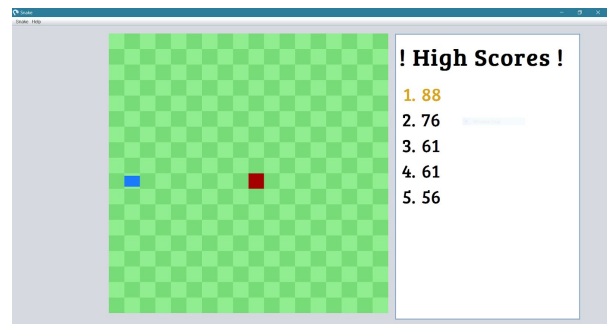 Snake
Snake Help
! High Scores !
1. 88
2. 76
3. 61
4. 61
5. 56